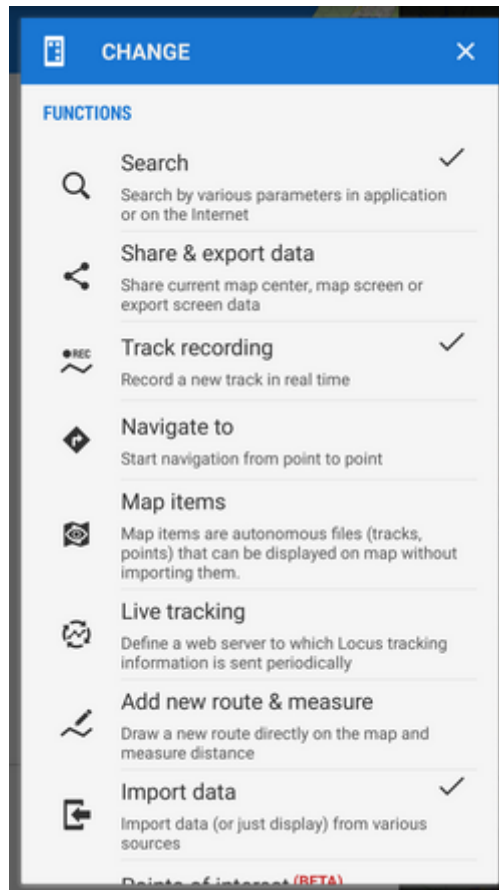 CHANGE
FUNCTIONS
Search
Search by various parameters in application
or on the Internet
Share & export data
Share current map center, map screen or
export screen data
REC
Track recording
Record a new track in real time
Navigate to
Start navigation from point to point
Map items
Map items are autonomous files (tracks,
points) that can be displayed on map without
importing them.
Live tracking
Define a web server to which Locus tracking
information is sent periodically
Add new route & measure
Draw a new route directly on the map and
measure distance
Import data
Import data (or just display) from various
sources
Points of interest (BETA)